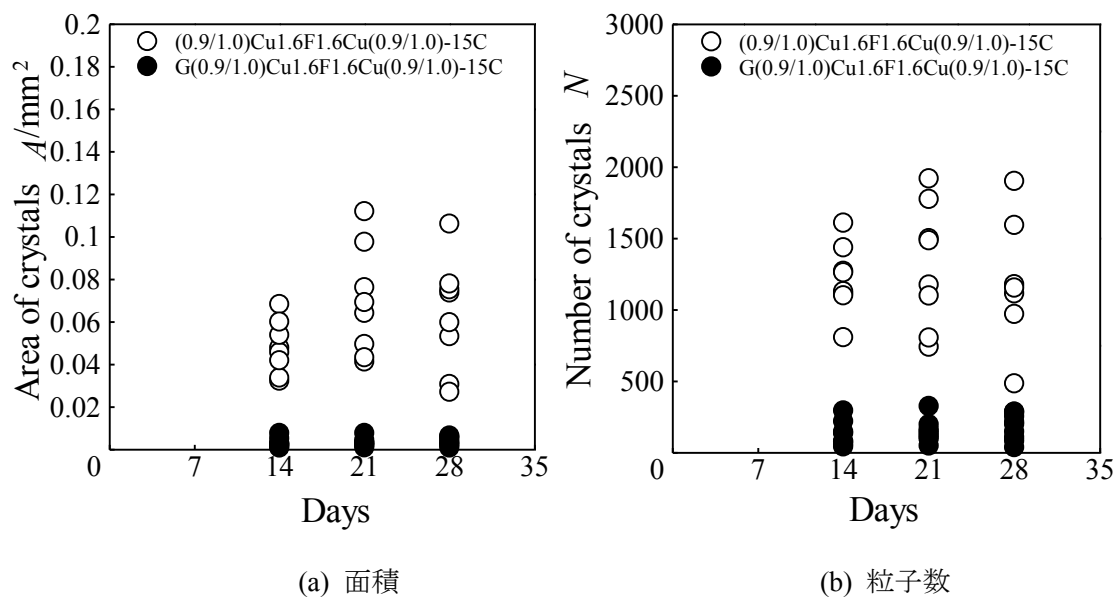 0.2
0.18
0.16
0.14
0.12
0.1
0.08
0.06
0.04
0.02
0
Area of crystals A/mm²
(0.9/1.0)Cu1.6F1.6Cu(0.9/1.0)-15C
G(0.9/1.0)Cu1.6F1.6Cu(0.9/1.0)-15C
7 14 21 28 35
Days
(a) 面積
3000
2500
2000
1500
1000
500
0
Number of crystals N
(0.9/1.0)Cu1.6F1.6Cu(0.9/1.0)-15C
G(0.9/1.0)Cu1.6F1.6Cu(0.9/1.0)-15C
7 14 21 28 35
Days
(b) 粒子数